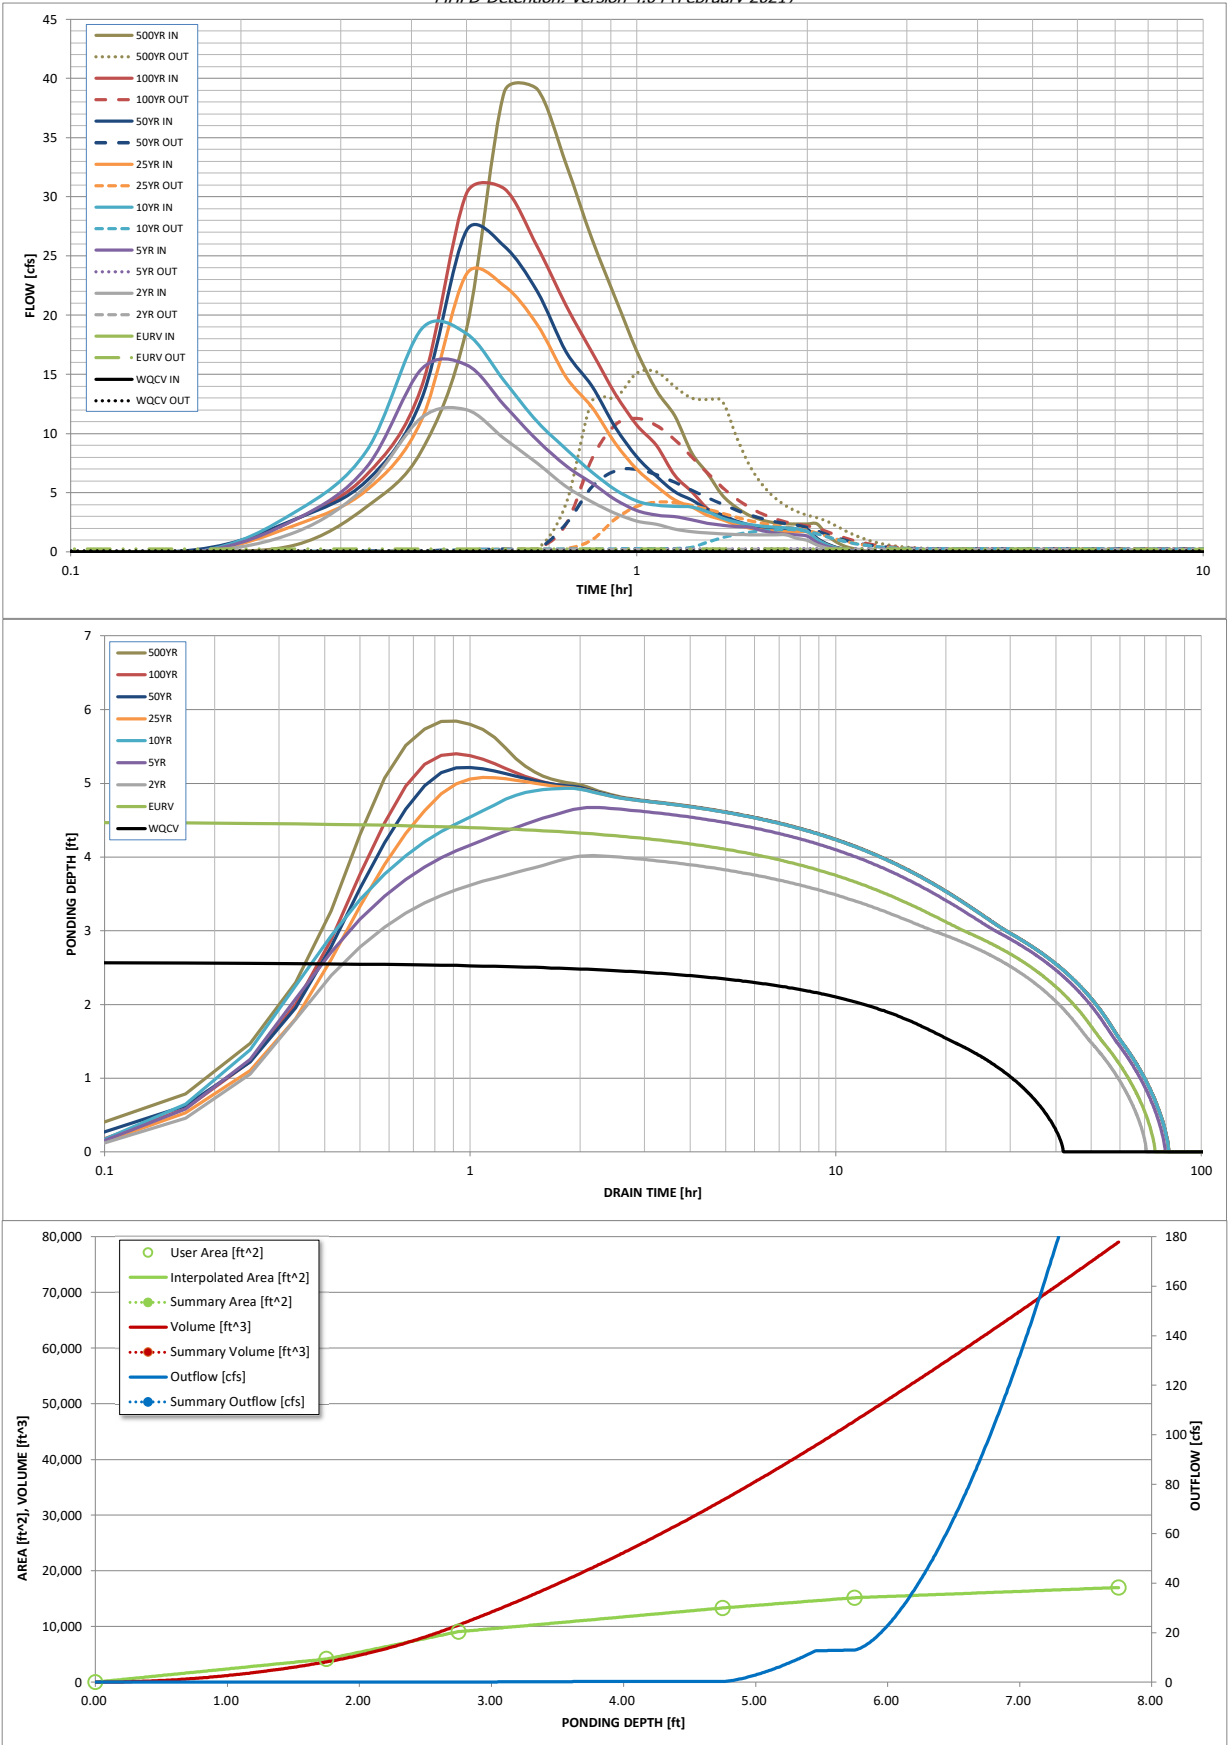 MHFD-Detention, Version 4.04 (February 2021)
45
40
35
30
25
20
15
10
5
0
FLOW [cfs]
500YR IN
500YR OUT
100YR IN
100YR OUT
50YR IN
50YR OUT
25YR IN
25YR OUT
10YR IN
10YR OUT
5YR IN
5YR OUT
2YR IN
2YR OUT
EURV IN
EURV OUT
WQCV IN
WQCV OUT
0.1
1
10
TIME [hr]
7
6
5
4
3
2
1
0
PONDING DEPTH [ft]
500YR
100YR
50YR
25YR
10YR
5YR
2YR
EURV
WQCV
0.1
1
10
100
DRAIN TIME [hr]
80,000
70,000
60,000
50,000
40,000
30,000
20,000
10,000
0
AREA [ft^2], VOLUME [ft^3]
User Area [ft^2]
Interpolated Area [ft^2]
Summary Area [ft^2]
Volume [ft^3]
Summary Volume [ft^3]
Outflow [cfs]
Summary Outflow [cfs]
180
160
140
120
100
80
60
40
20
0
OUTFLOW [cfs]
0.00
1.00
2.00
3.00
4.00
5.00
6.00
7.00
8.00
PONDING DEPTH [ft]